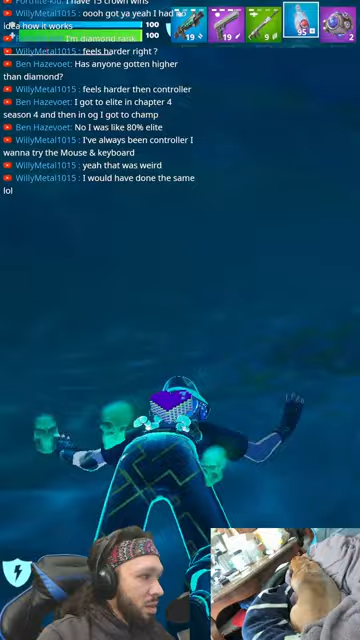 Fortnite-kid: I have 15 crown wins
WillyMetal1015 : oooh got ya yeah I had no
idea how it works
I'm diamond rank
WillyMetal1015 : feels harder right ?
Ben Hazevoet: Has anyone gotten higher
than diamond?
WillyMetal1015 : feels harder then controller
Ben Hazevoet: I got to elite in chapter 4
season 4 and then in og I got to champ
Ben Hazevoet: No I was like 80% elite
WillyMetal1015 : I've always been controller I
wanna try the Mouse & keyboard
WillyMetal1015 : yeah that was weird
WillyMetal1015 : I would have done the same
lol
100
100
19
19
9
95
2